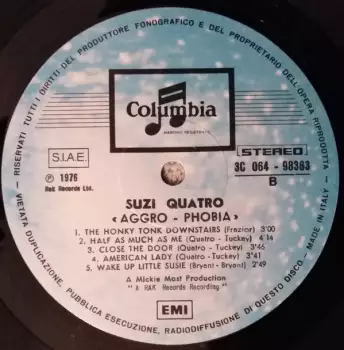 RISERVATI TUTTI I DIRITTI DEL PRODUTTORE FONOGRAFICO E DEL PROPRIETARIO DELL'OPERA RIPRODOTTA
Columbia
MARCHIO REGISTRATO
S.I.A.E.
STEREO
3C 064 - 98363
B
℗ 1976
Rak Records Ltd.
SUZI QUATRO
«AGGRO - PHOBIA»
1. THE HONKY TONK DOWNSTAIRS (Frazier) 3'00
2. HALF AS MUCH AS ME (Quatro - Tuckey) 4'14
3. CLOSE THE DOOR (Quatro - Tuckey) 3'46
4. AMERICAN LADY (Quatro - Tuckey) 3'41
5. WAKE UP LITTLE SUSIE (Bryant - Bryant) 2'49
A Mickie Most Production
"A RAK Records Recording"
EMI
VIETATA DUPLICAZIONE, PUBBLICA ESECUZIONE, RADIODIFFUSIONE DI QUESTO DISCO - MADE IN ITALY